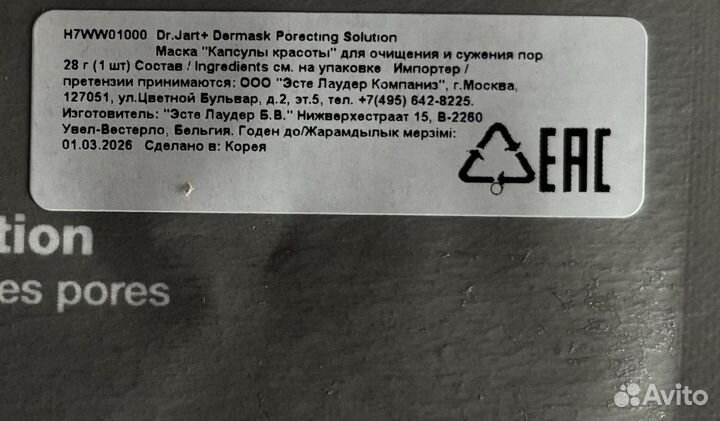 H7WW01000 Dr.Jart+ Dermask Porecting Solution
Маска "Капсулы красоты" для очищения и сужения пор
28 г (1 шт) Состав / Ingredients см. на упаковке Импортер /
претензии принимаются: ООО "Эсте Лаудер Компаниз", г.Москва,
127051, ул.Цветной Бульвар, д.2, эт.5, тел. +7(495) 642-8225.
Изготовитель: "Эсте Лаудер Б.В." Нижверхестраат 15, В-2260
Увел-Вестерло, Бельгия. Годен до/Жарамдылык мерзімі:
01.03.2026 Сделано в: Корея
EAC
tion
es pores
Avito